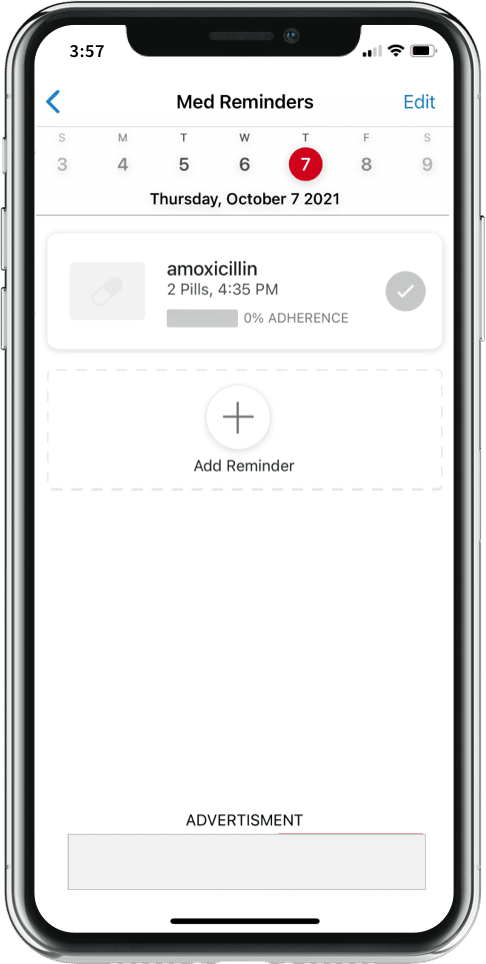 3:57
Med Reminders Edit
S M T W T F S
3 4 5 6 7 8 9
Thursday, October 7 2021
amoxicillin
2 Pills, 4:35 PM
0% ADHERENCE
Add Reminder
ADVERTISMENT